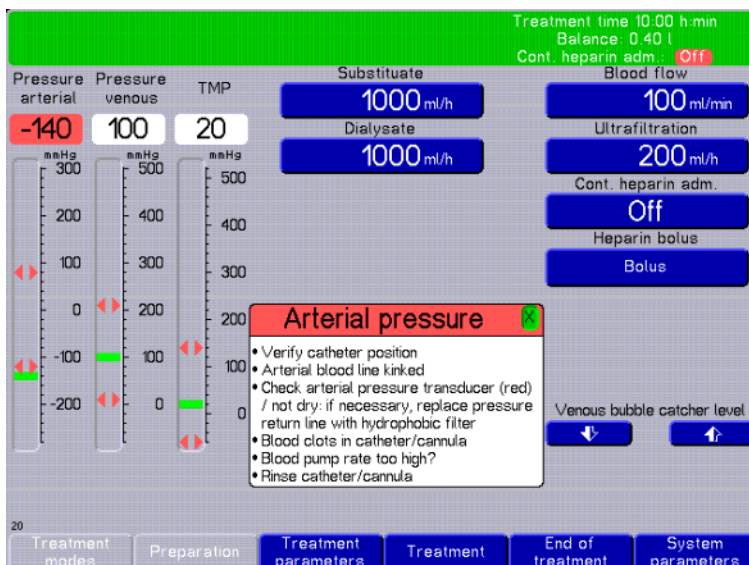 Treatment time 10:00 h:min
Balance: 0.40 l
Cont. heparin adm.: Off
Pressure arterial
Pressure venous
TMP
-140
100
20
mmHg
300
200
100
0
-100
-200
mmHg
500
400
300
200
100
0
500
400
300
200
100
0
Substituate
1000 ml/h
Dialysate
1000 ml/h
Blood flow
100 ml/min
Ultrafiltration
200 ml/h
Cont. heparin adm.
Off
Heparin bolus
Bolus
Arterial pressure X
• Verify catheter position
• Arterial blood line kinked
• Check arterial pressure transducer (red)
/ not dry: if necessary, replace pressure
return line with hydrophobic filter
• Blood clots in catheter/cannula
• Blood pump rate too high?
• Rinse catheter/cannula
Venous bubble catcher level
20
Treatment modes
Preparation
Treatment parameters
Treatment
End of treatment
System parameters